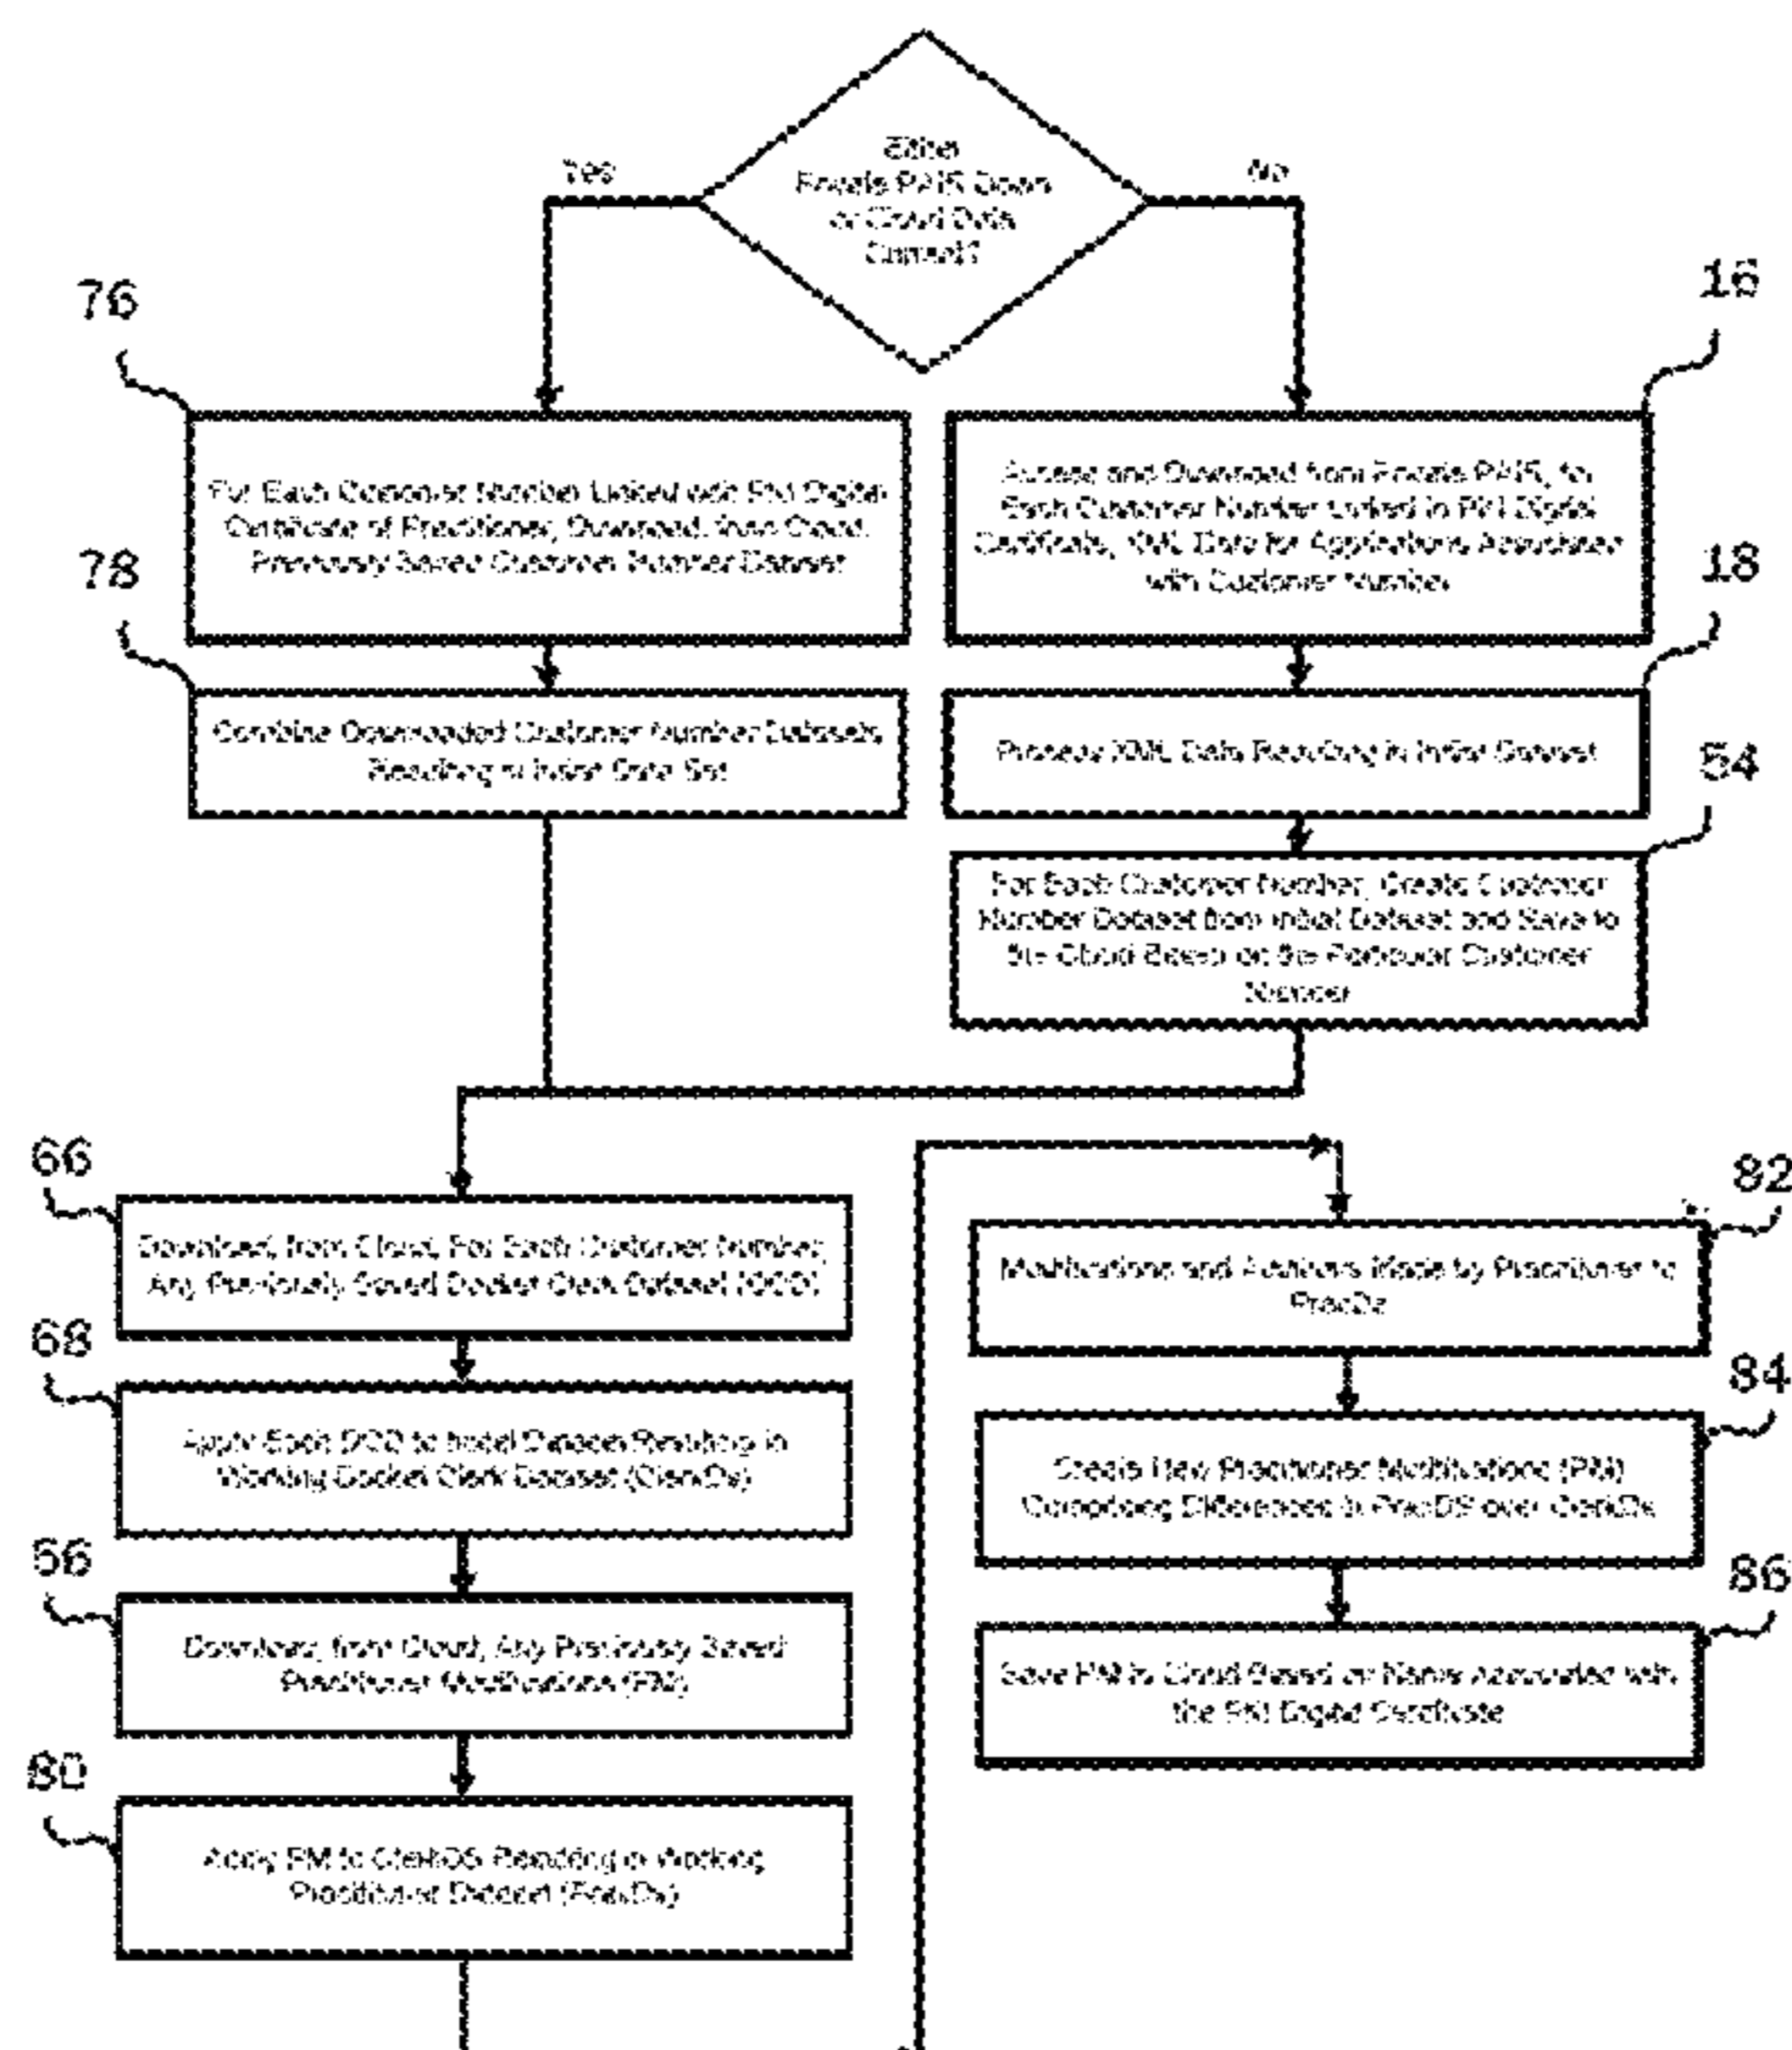 Either
Private PAIR Down
or Cloud Data
Current?
Yes
No
76
16
For Each Customer Number Linked with PKI Digital
Certificate of Practitioner, Download, from Cloud,
Previously Saved Customer Number Dataset
Access and Download from Private PAIR, for
Each Customer Number Linked to PKI Digital
Certificate, XML Data for Applications Associated
with Customer Number
78
18
Combine Downloaded Customer Number Datasets
Resulting in Initial Data Set
Process XML Data Resulting in Initial Dataset
54
For Each Customer Number, Create Customer
Number Dataset from Initial Dataset and Save to
the Cloud Based on the Particular Customer
Number
66
Download, from Cloud, For Each Customer Number,
Any Previously Saved Docket Clerk Dataset (DCD)
68
Apply Each DCD to Initial Dataset Resulting in
Working Docket Clerk Dataset (ClerkDs)
56
Download, from Cloud, Any Previously Saved
Practitioner Modifications (PM)
80
Apply PM to ClerkDS Resulting in Working
Practitioner Dataset (PracDs)
82
Modifications and Additions Made by Practitioner to
PracDs
84
Create New Practitioner Modifications (PM)
Comprising Differences in PracDS over ClerkDs
86
Save PM to Cloud Based on Name Associated with
the PKI Digital Certificate